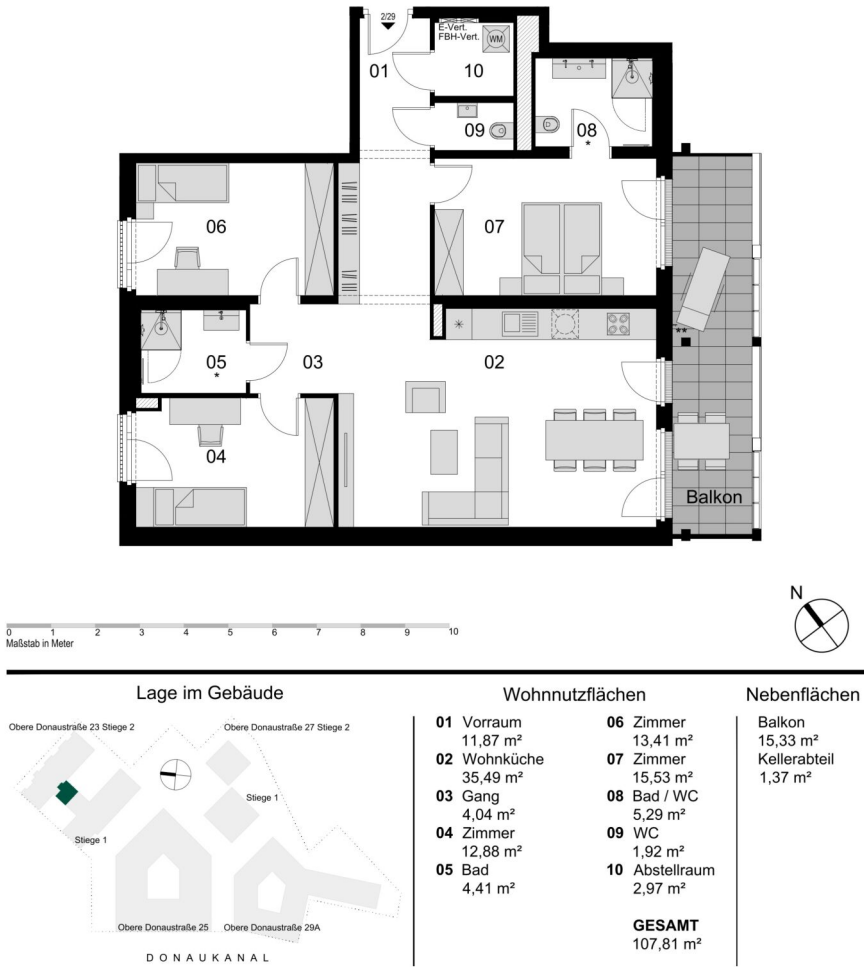 2/29
E-Vert.
FBH-Vert.
WM
01
10
09
08
*
06
07
05
*
03
02
**
04
Balkon
N
0 1 2 3 4 5 6 7 8 9 10
Maßstab in Meter
Lage im Gebäude
Obere Donaustraße 23 Stiege 2
Obere Donaustraße 27 Stiege 2
Stiege 1
Stiege 1
Obere Donaustraße 25
Obere Donaustraße 29A
DONAUKANAL
Wohnnutzflächen
01 Vorraum
11,87 m²
02 Wohnküche
35,49 m²
03 Gang
4,04 m²
04 Zimmer
12,88 m²
05 Bad
4,41 m²
06 Zimmer
13,41 m²
07 Zimmer
15,53 m²
08 Bad / WC
5,29 m²
09 WC
1,92 m²
10 Abstellraum
2,97 m²
GESAMT
107,81 m²
Nebenflächen
Balkon
15,33 m²
Kellerabteil
1,37 m²